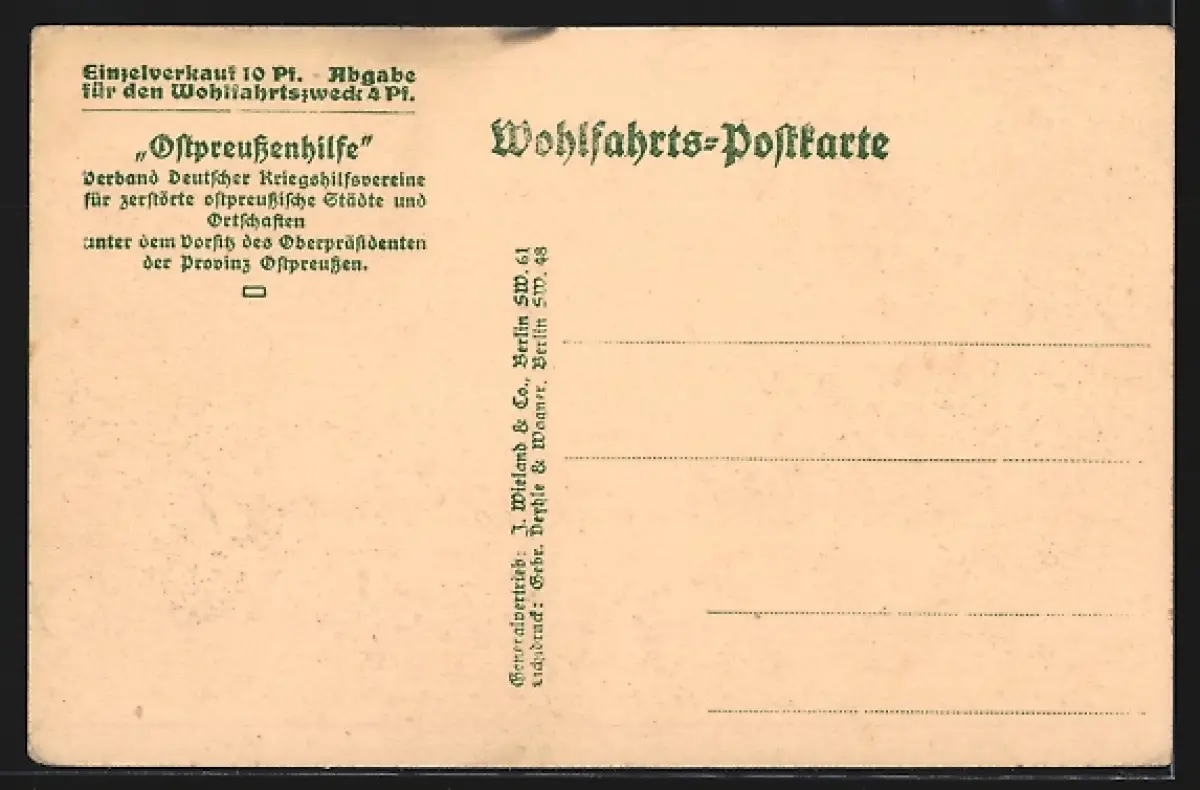 Einzelverkauf 10 Pf. - Abgabe
für den Wohlfahrtszweck 4 Pf.
„Oſtpreußenhilfe"
Verband Deutſcher Kriegshilfsvereine
für zerſtörte oſtpreußiſche Städte und
Ortſchaften
unter dem Vorſitz des Oberpräſidenten
der Provinz Oſtpreußen.
Wohlfahrts-Poſtkarte
Generalvertrieb: J. Wieland & Co., Berlin SW. 61
Lichtdruck: Gebr. & Wagner, Berlin SW. 48